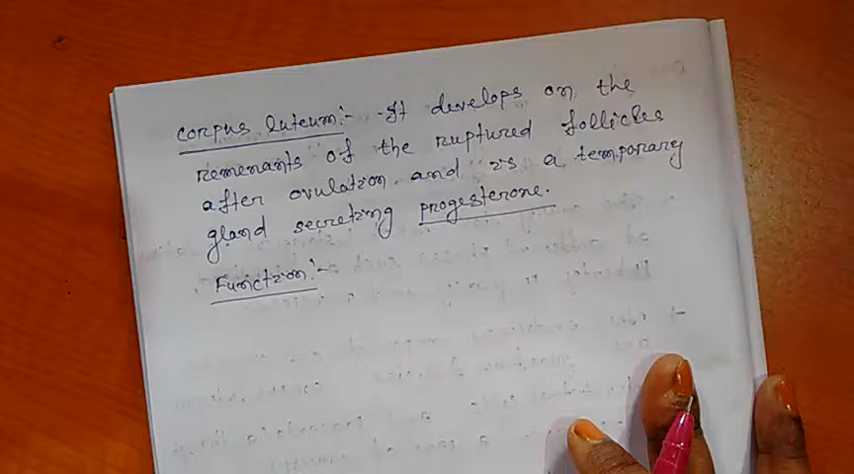 Corpus luteum:- It develops on the
remenants of the ruptured follicles
after ovulation and is a temporary
gland secreting progesterone.
Function:-